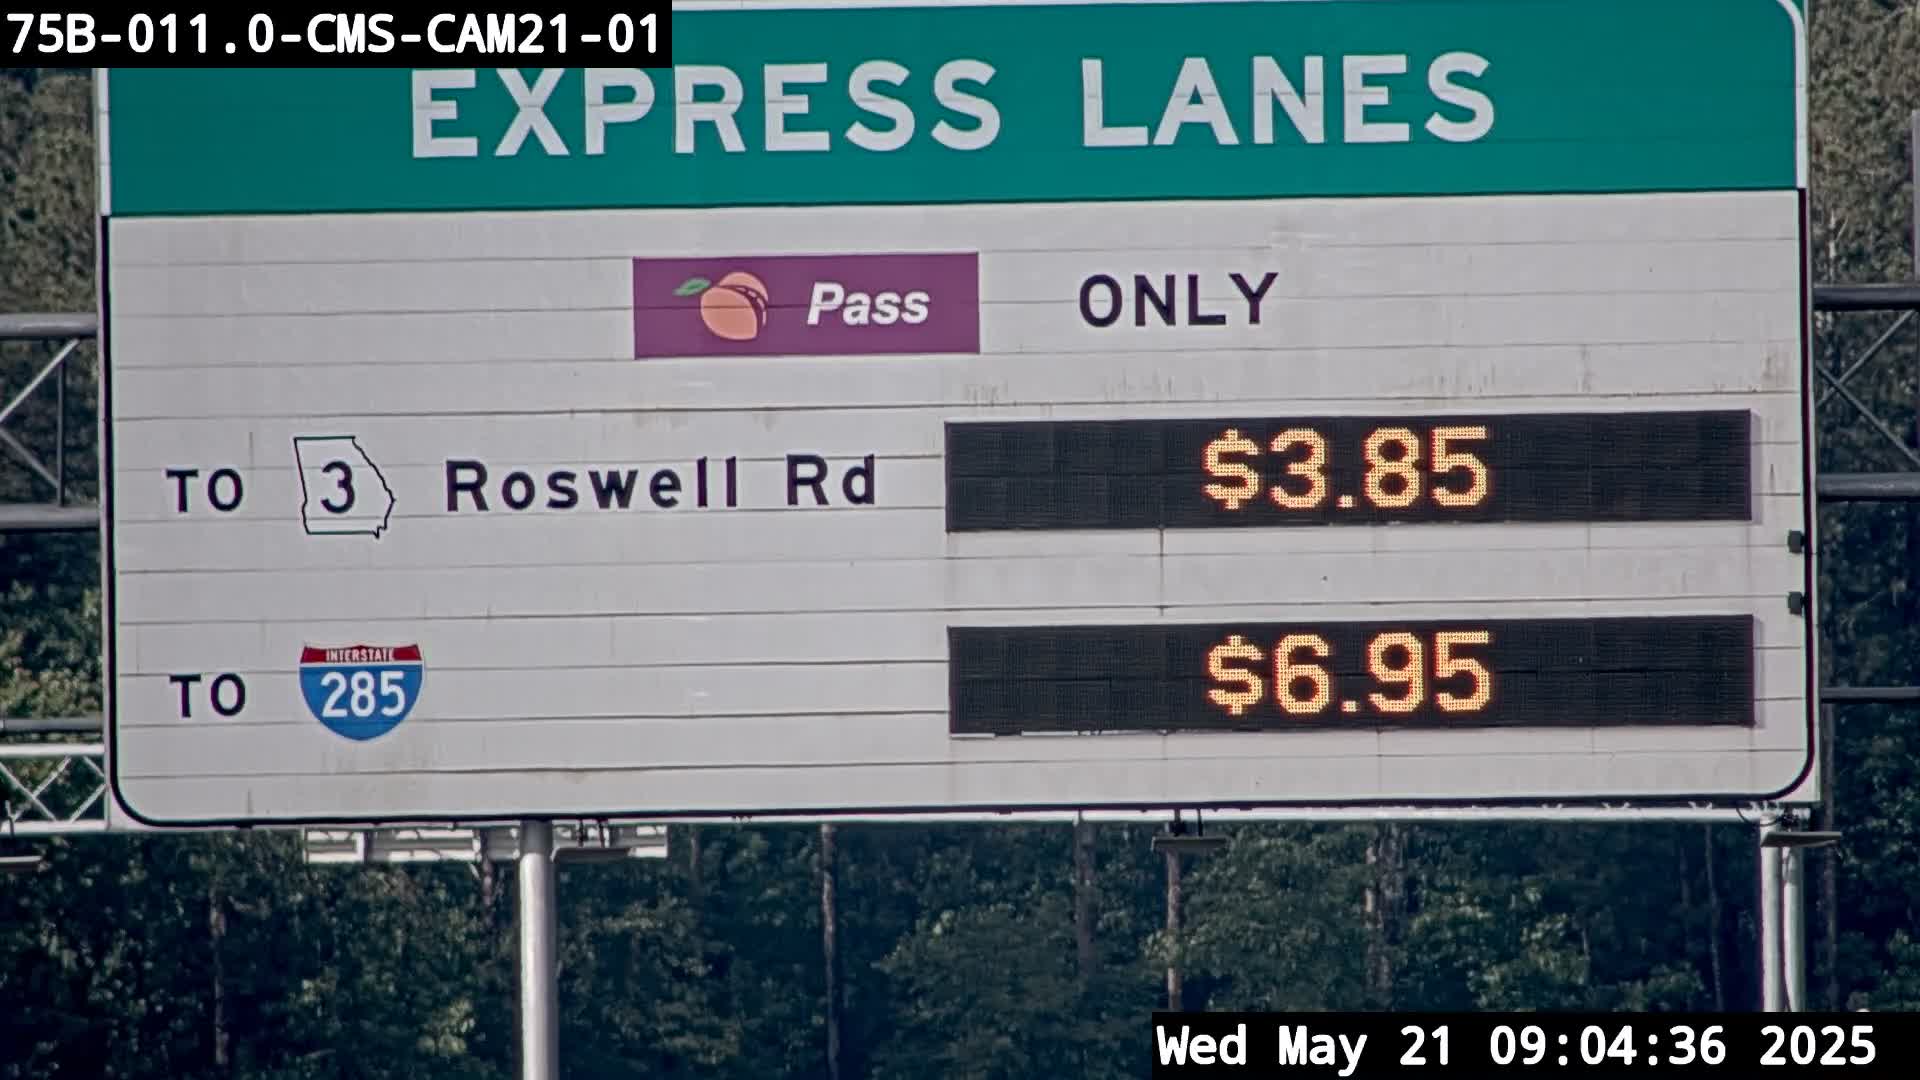 75B-011.0-CMS-CAM21-01
EXPRESS LANES
Pass ONLY
TO 3 Roswell Rd $3.85
TO INTERSTATE 285 $6.95
Wed May 21 09:04:36 2025